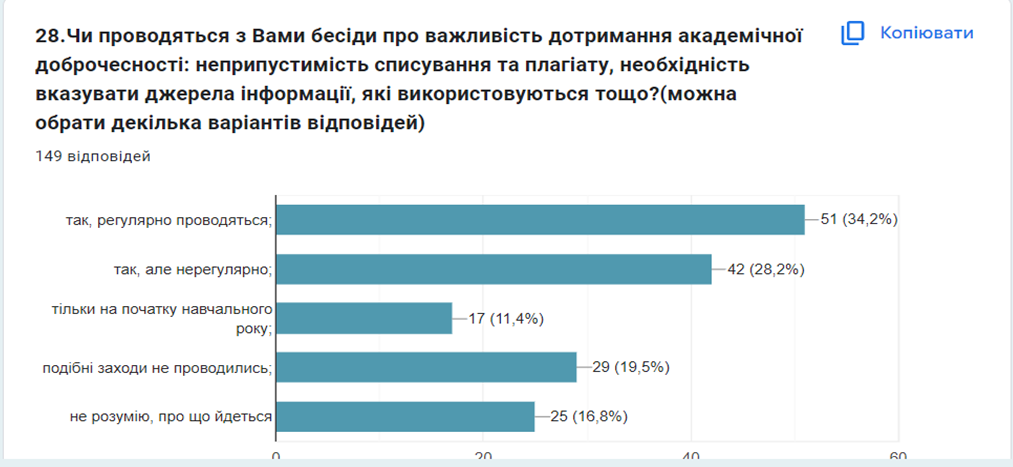 28.Чи проводяться з Вами бесіди про важливість дотримання академічної
доброчесності: неприпустимість списування та плагіату, необхідність
вказувати джерела інформації, які використовуються тощо?(можна
обрати декілька варіантів відповідей)
Копіювати
149 відповідей
так, регулярно проводяться;
51 (34,2%)
так, але нерегулярно;
42 (28,2%)
тільки на початку навчального
року;
17 (11,4%)
подібні заходи не проводились;
29 (19,5%)
не розумію, про що йдеться
25 (16,8%)
0 20 40 60